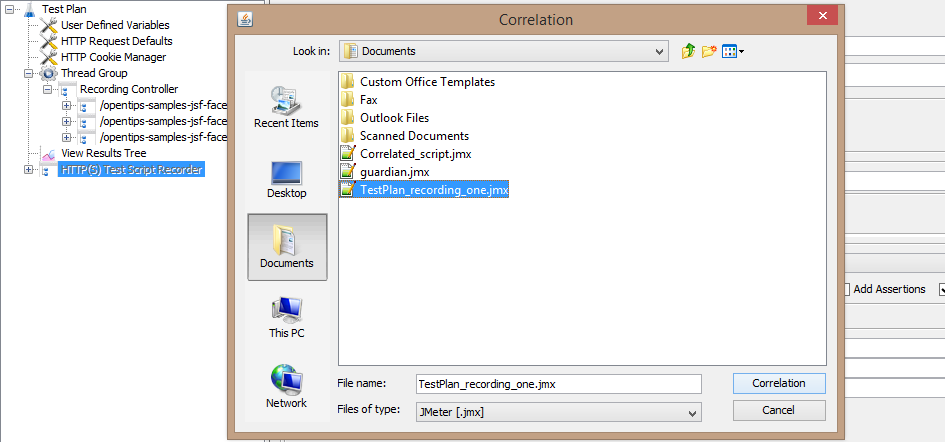 Test Plan
User Defined Variables
HTTP Request Defaults
HTTP Cookie Manager
Thread Group
Recording Controller
/opentips-samples-jsf-face
/opentips-samples-jsf-face
/opentips-samples-jsf-face
View Results Tree
HTTP(S) Test Script Recorder
Correlation
Look in:
Documents
Recent Items
Desktop
Documents
This PC
Network
Custom Office Templates
Fax
Outlook Files
Scanned Documents
Correlated_script.jmx
guardian.jmx
TestPlan_recording_one.jmx
File name:
TestPlan_recording_one.jmx
Correlation
Files of type:
JMeter [.jmx]
Cancel
Add Assertions